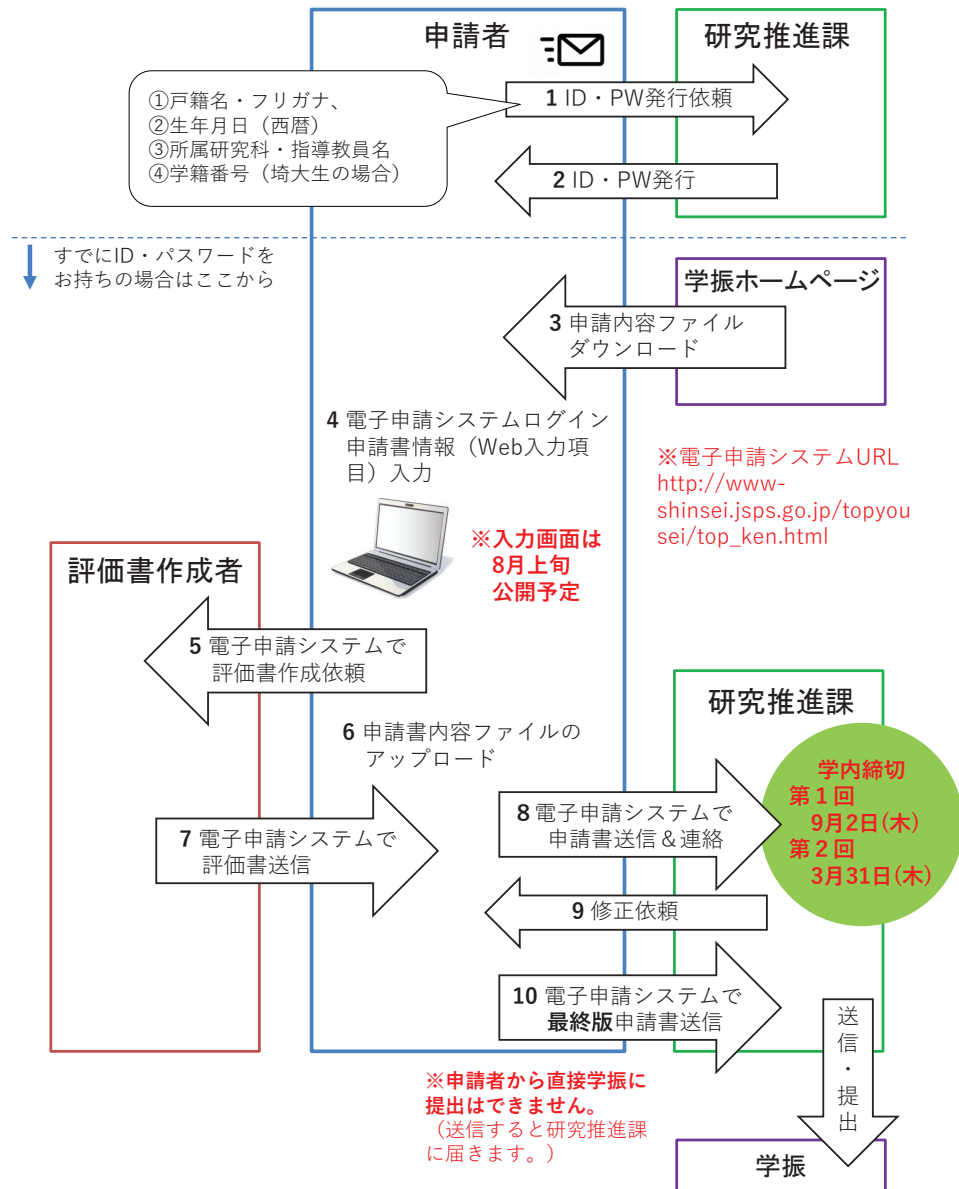 申請者
研究推進課
①戸籍名・フリガナ、
②生年月日（西暦）
③所属研究科・指導教員名
④学籍番号（埼大生の場合）
1 ID・PW発行依頼
2 ID・PW発行
すでにID・パスワードを
お持ちの場合はここから
学振ホームページ
3 申請内容ファイル
ダウンロード
4 電子申請システムログイン
申請書情報（Web入力項
目）入力
※電子申請システムURL
http://www-
shinsei.jsps.go.jp/topyou
sei/top_ken.html
※入力画面は
8月上旬
公開予定
評価書作成者
5 電子申請システムで
評価書作成依頼
6 申請書内容ファイルの
アップロード
研究推進課
学内締切
第１回
9月2日(木)
第２回
3月31日(木)
7 電子申請システムで
評価書送信
8 電子申請システムで
申請書送信＆連絡
9 修正依頼
10 電子申請システムで
最終版申請書送信
送信・提出
※申請者から直接学振に
提出はできません。
（送信すると研究推進課
に届きます。）
学振